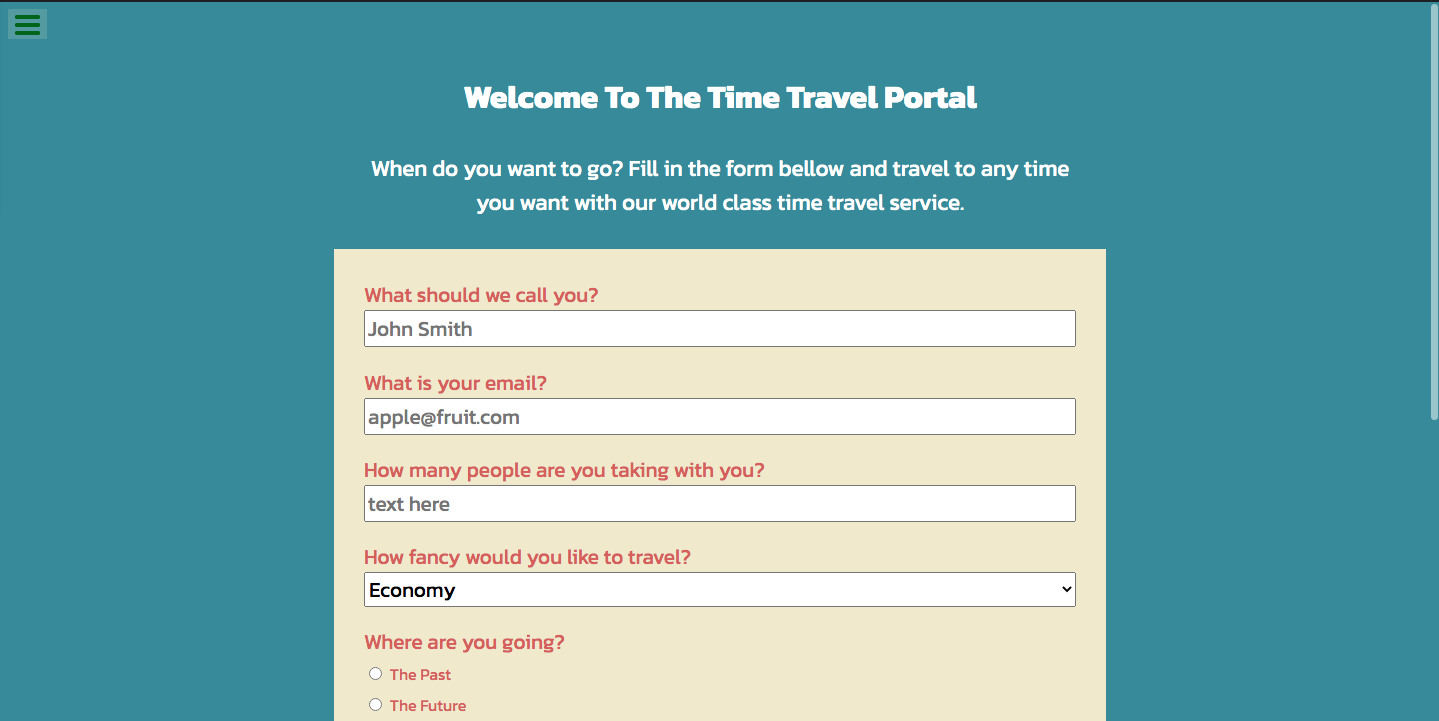 Welcome To The Time Travel Portal
When do you want to go? Fill in the form bellow and travel to any time
you want with our world class time travel service.
What should we call you?
John Smith
What is your email?
apple@fruit.com
How many people are you taking with you?
text here
How fancy would you like to travel?
Economy
Where are you going?
The Past
The Future